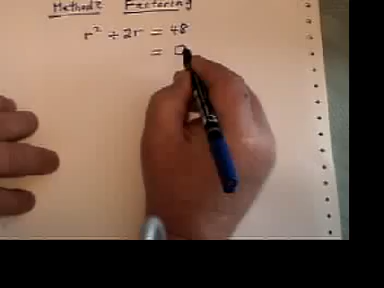 Method: Factoring
r² + 2r = 48
= 0